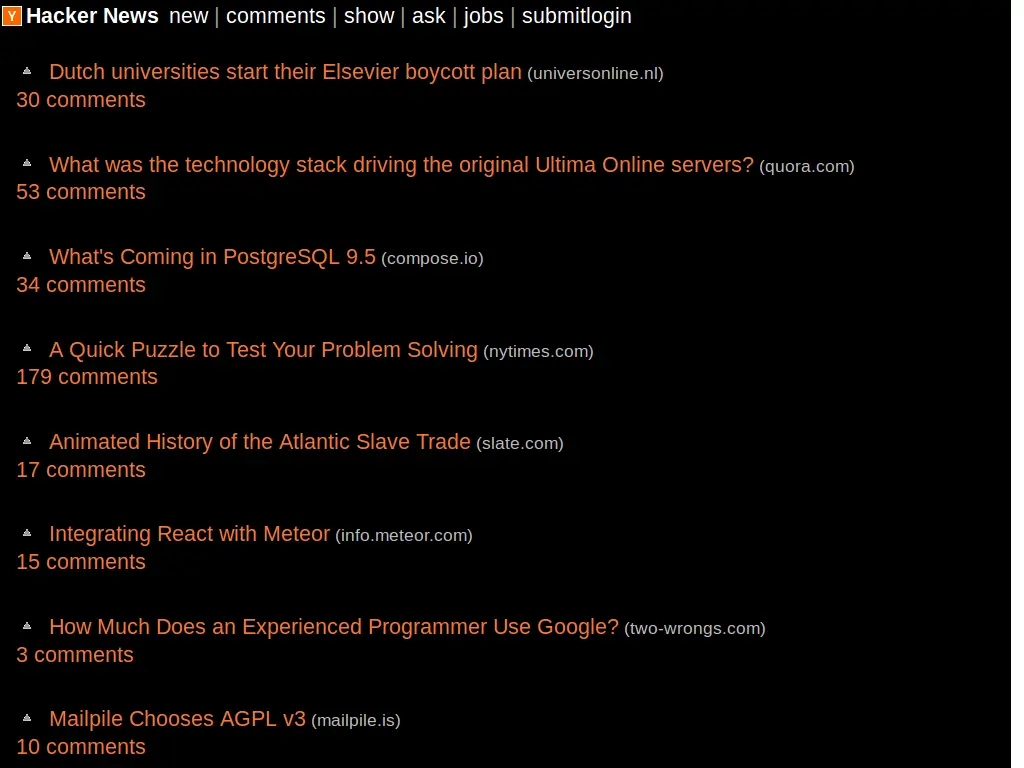 Y Hacker News new | comments | show | ask | jobs | submitlogin
Dutch universities start their Elsevier boycott plan (universonline.nl)
30 comments
What was the technology stack driving the original Ultima Online servers? (quora.com)
53 comments
What's Coming in PostgreSQL 9.5 (compose.io)
34 comments
A Quick Puzzle to Test Your Problem Solving (nytimes.com)
179 comments
Animated History of the Atlantic Slave Trade (slate.com)
17 comments
Integrating React with Meteor (info.meteor.com)
15 comments
How Much Does an Experienced Programmer Use Google? (two-wrongs.com)
3 comments
Mailpile Chooses AGPL v3 (mailpile.is)
10 comments